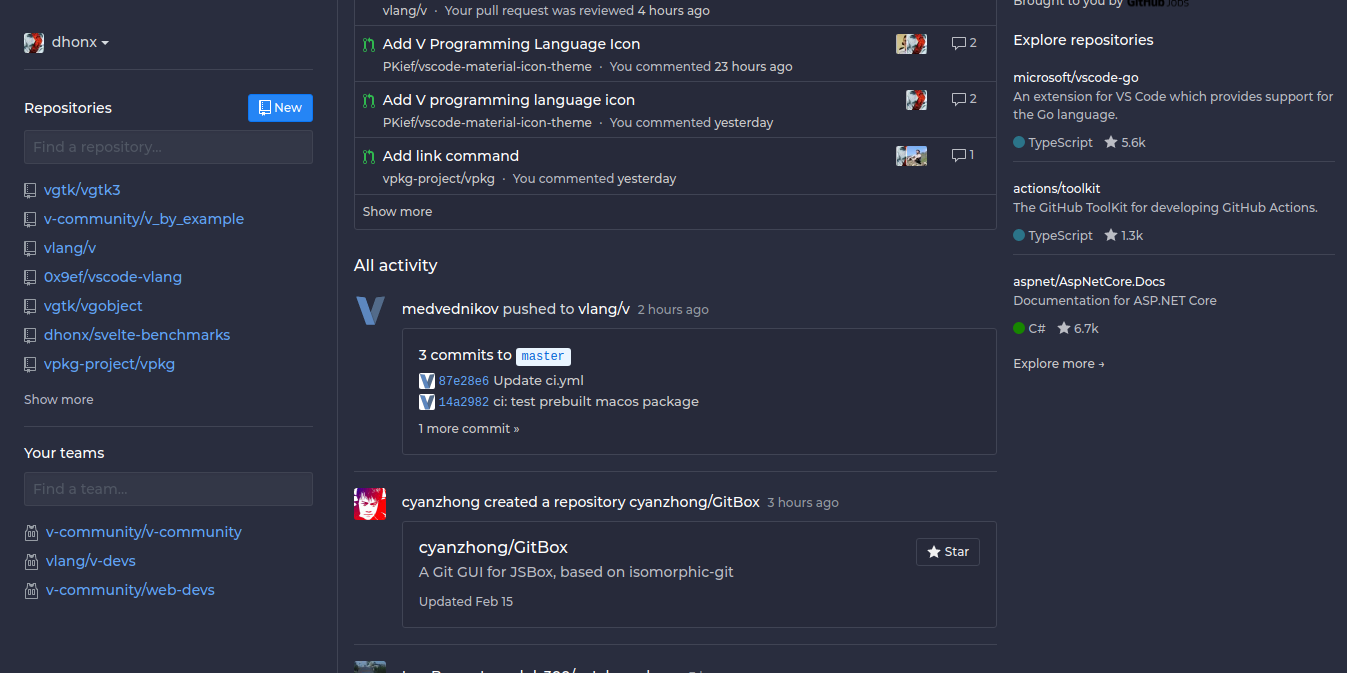 dhonx
Repositories
New
Find a repository...
vgtk/vgtk3
v-community/v_by_example
vlang/v
0x9ef/vscode-vlang
vgtk/vgobject
dhonx/svelte-benchmarks
vpkg-project/vpkg
Show more
Your teams
Find a team...
v-community/v-community
vlang/v-devs
v-community/web-devs
vlang/v · Your pull request was reviewed 4 hours ago
Add V Programming Language Icon 2
PKief/vscode-material-icon-theme · You commented 23 hours ago
Add V programming language icon 2
PKief/vscode-material-icon-theme · You commented yesterday
Add link command 1
vpkg-project/vpkg · You commented yesterday
Show more
All activity
medvednikov pushed to vlang/v 2 hours ago
3 commits to master
87e28e6 Update ci.yml
14a2982 ci: test prebuilt macos package
1 more commit »
cyanzhong created a repository cyanzhong/GitBox 3 hours ago
cyanzhong/GitBox
Star
A Git GUI for JSBox, based on isomorphic-git
Updated Feb 15
Brought to you by GitHub Jobs
Explore repositories
microsoft/vscode-go
An extension for VS Code which provides support for
the Go language.
TypeScript 5.6k
actions/toolkit
The GitHub ToolKit for developing GitHub Actions.
TypeScript 1.3k
aspnet/AspNetCore.Docs
Documentation for ASP.NET Core
C# 6.7k
Explore more →